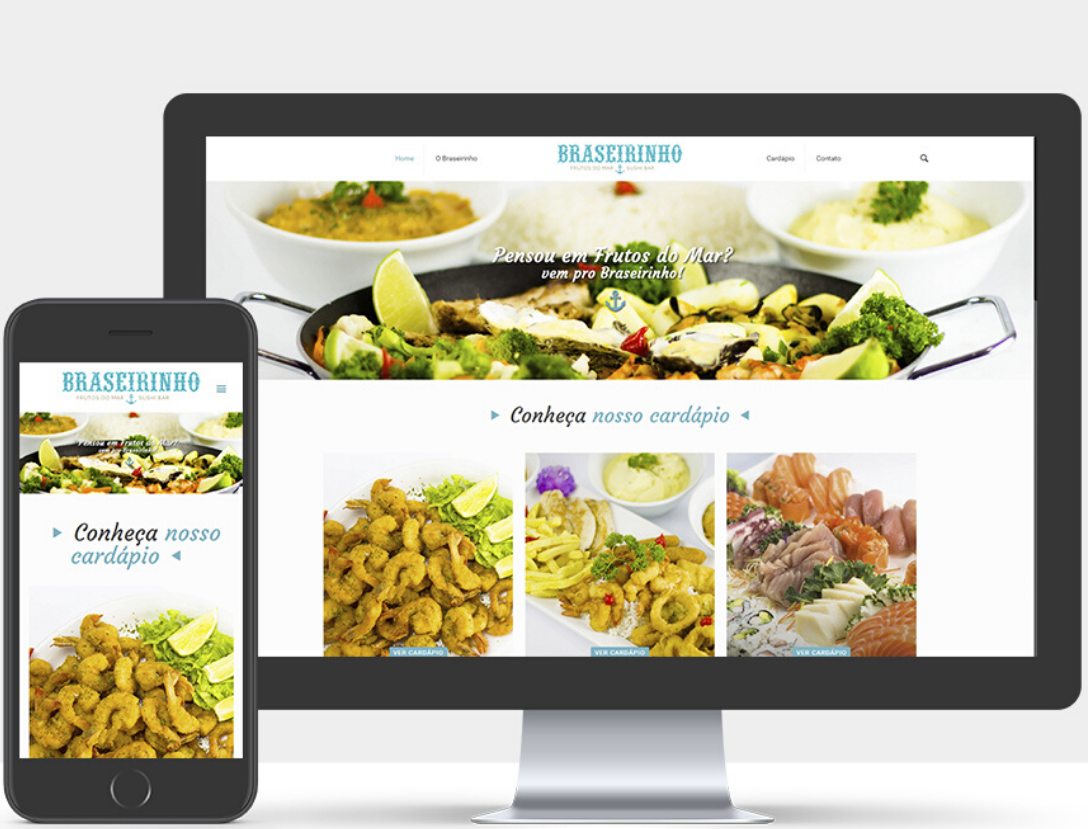 Home
O Braseirinho
BRASEIRINHO
FRUTOS DO MAR SUSHI BAR
Cardápio
Contato
Pensou em Frutos do Mar?
vem pro Braseirinho!
Conheça nosso cardápio
VER CARDÁPIO
VER CARDÁPIO
VER CARDÁPIO
BRASEIRINHO
FRUTOS DO MAR SUSHI BAR
Pensou em Frutos do Mar?
vem pro Braseirinho!
Conheça nosso
cardápio